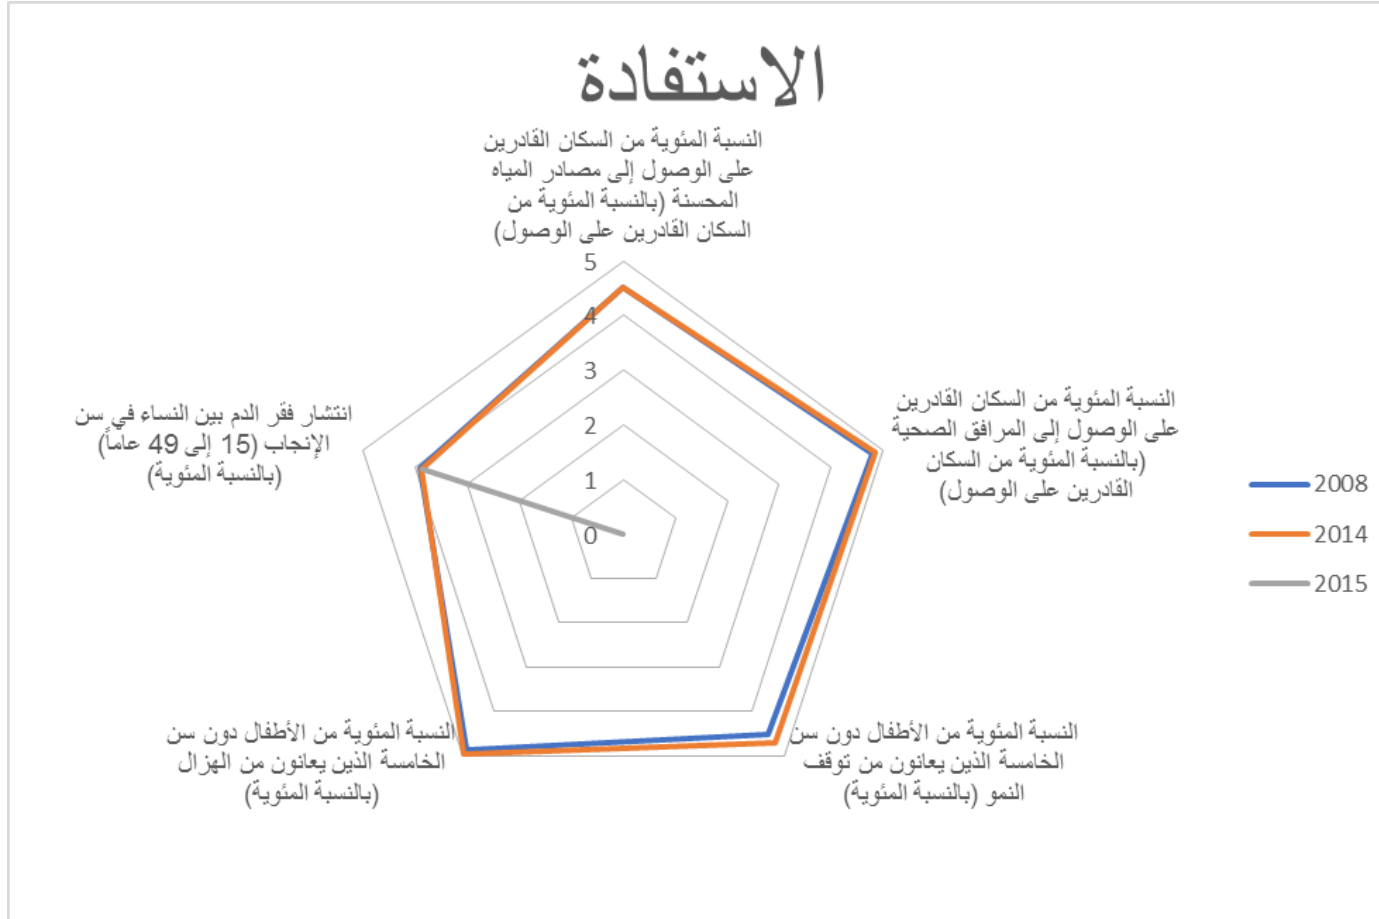 الاستفادة
النسبة المئوية من السكان القادرين
على الوصول إلى مصادر المياه
المحسنة (بالنسبة المئوية من
السكان القادرين على الوصول)
5
4
3
2
1
0
النسبة المئوية من السكان القادرين
على الوصول إلى المرافق الصحية
(بالنسبة المئوية من السكان
القادرين على الوصول)
انتشار فقر الدم بين النساء في سن
الإنجاب (15 إلى 49 عاماً)
(بالنسبة المئوية)
2008
2014
2015
النسبة المئوية من الأطفال دون سن
الخامسة الذين يعانون من توقف
النمو (بالنسبة المئوية)
النسبة المئوية من الأطفال دون سن
الخامسة الذين يعانون من الهزال
(بالنسبة المئوية)